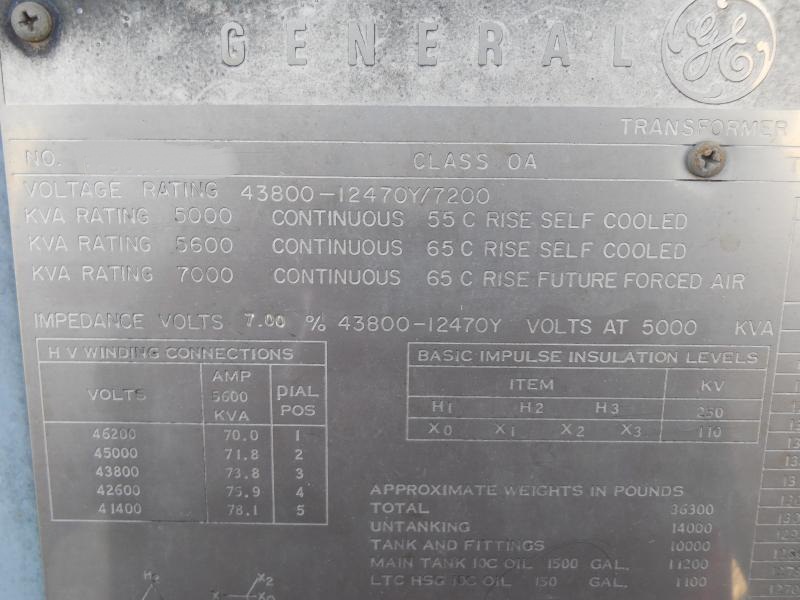 GENERAL GE
TRANSFORMER
NO. CLASS OA
VOLTAGE RATING 43800-12470Y/7200
KVA RATING 5000 CONTINUOUS 55 C RISE SELF COOLED
KVA RATING 5600 CONTINUOUS 65 C RISE SELF COOLED
KVA RATING 7000 CONTINUOUS 65 C RISE FUTURE FORCED AIR
IMPEDANCE VOLTS 7.00 % 43800-12470Y VOLTS AT 5000 KVA
H V WINDING CONNECTIONS
VOLTS AMP 5600 KVA DIAL POS
46200 70.0 1
45000 71.8 2
43800 73.8 3
42600 75.9 4
41400 78.1 5
BASIC IMPULSE INSULATION LEVELS
ITEM KV
H1 H2 H3 250
X0 X1 X2 X3 110
APPROXIMATE WEIGHTS IN POUNDS
TOTAL 36300
UNTANKING 14000
TANK AND FITTINGS 10000
MAIN TANK 10C OIL 1500 GAL. 11200
LTC HSG 10C OIL 150 GAL. 1100
H2
X2
X0